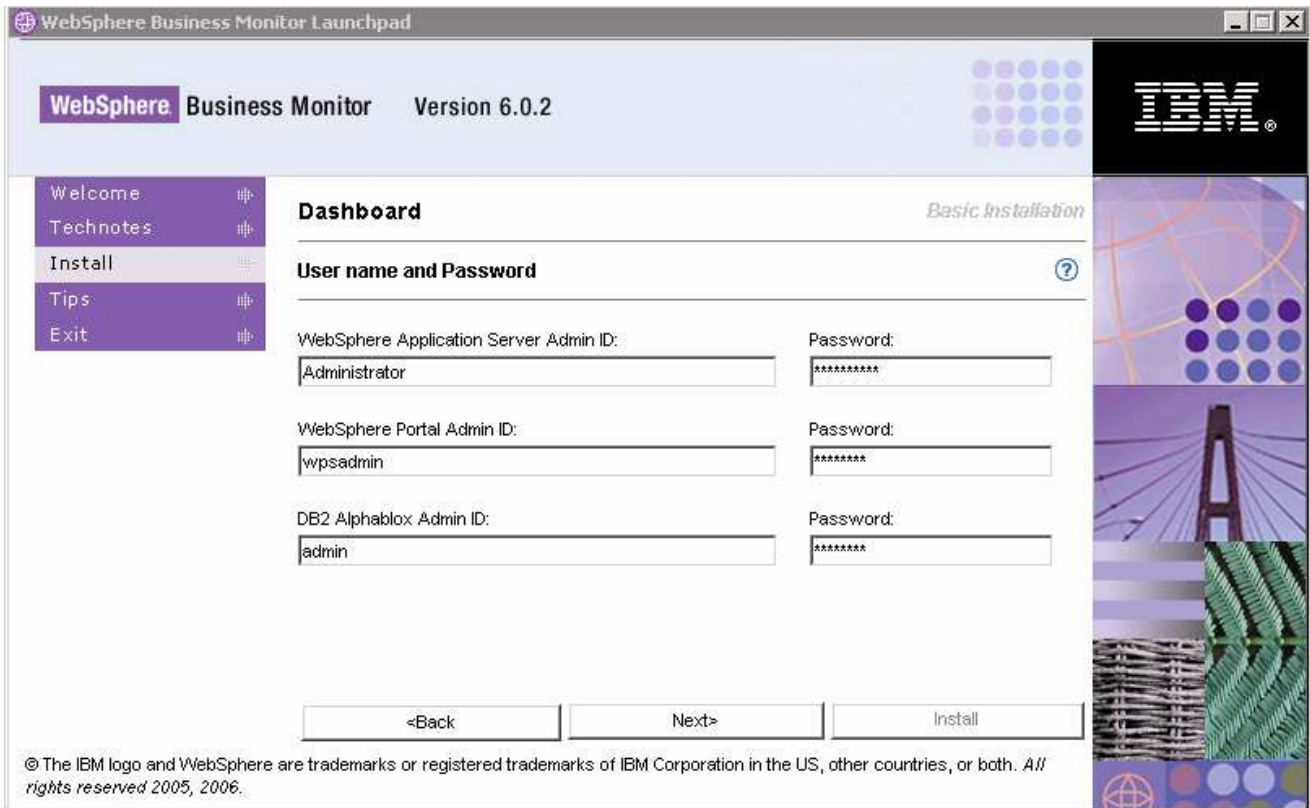 WebSphere Business Monitor Launchpad
WebSphere Business Monitor Version 6.0.2
IBM®
Welcome
Technotes
Install
Tips
Exit
Dashboard
Basic Installation
User name and Password
?
WebSphere Application Server Admin ID:
Password:
Administrator
**********
WebSphere Portal Admin ID:
Password:
wpsadmin
********
DB2 Alphablox Admin ID:
Password:
admin
********
<Back
Next>
Install
© The IBM logo and WebSphere are trademarks or registered trademarks of IBM Corporation in the US, other countries, or both. All
rights reserved 2005, 2006.